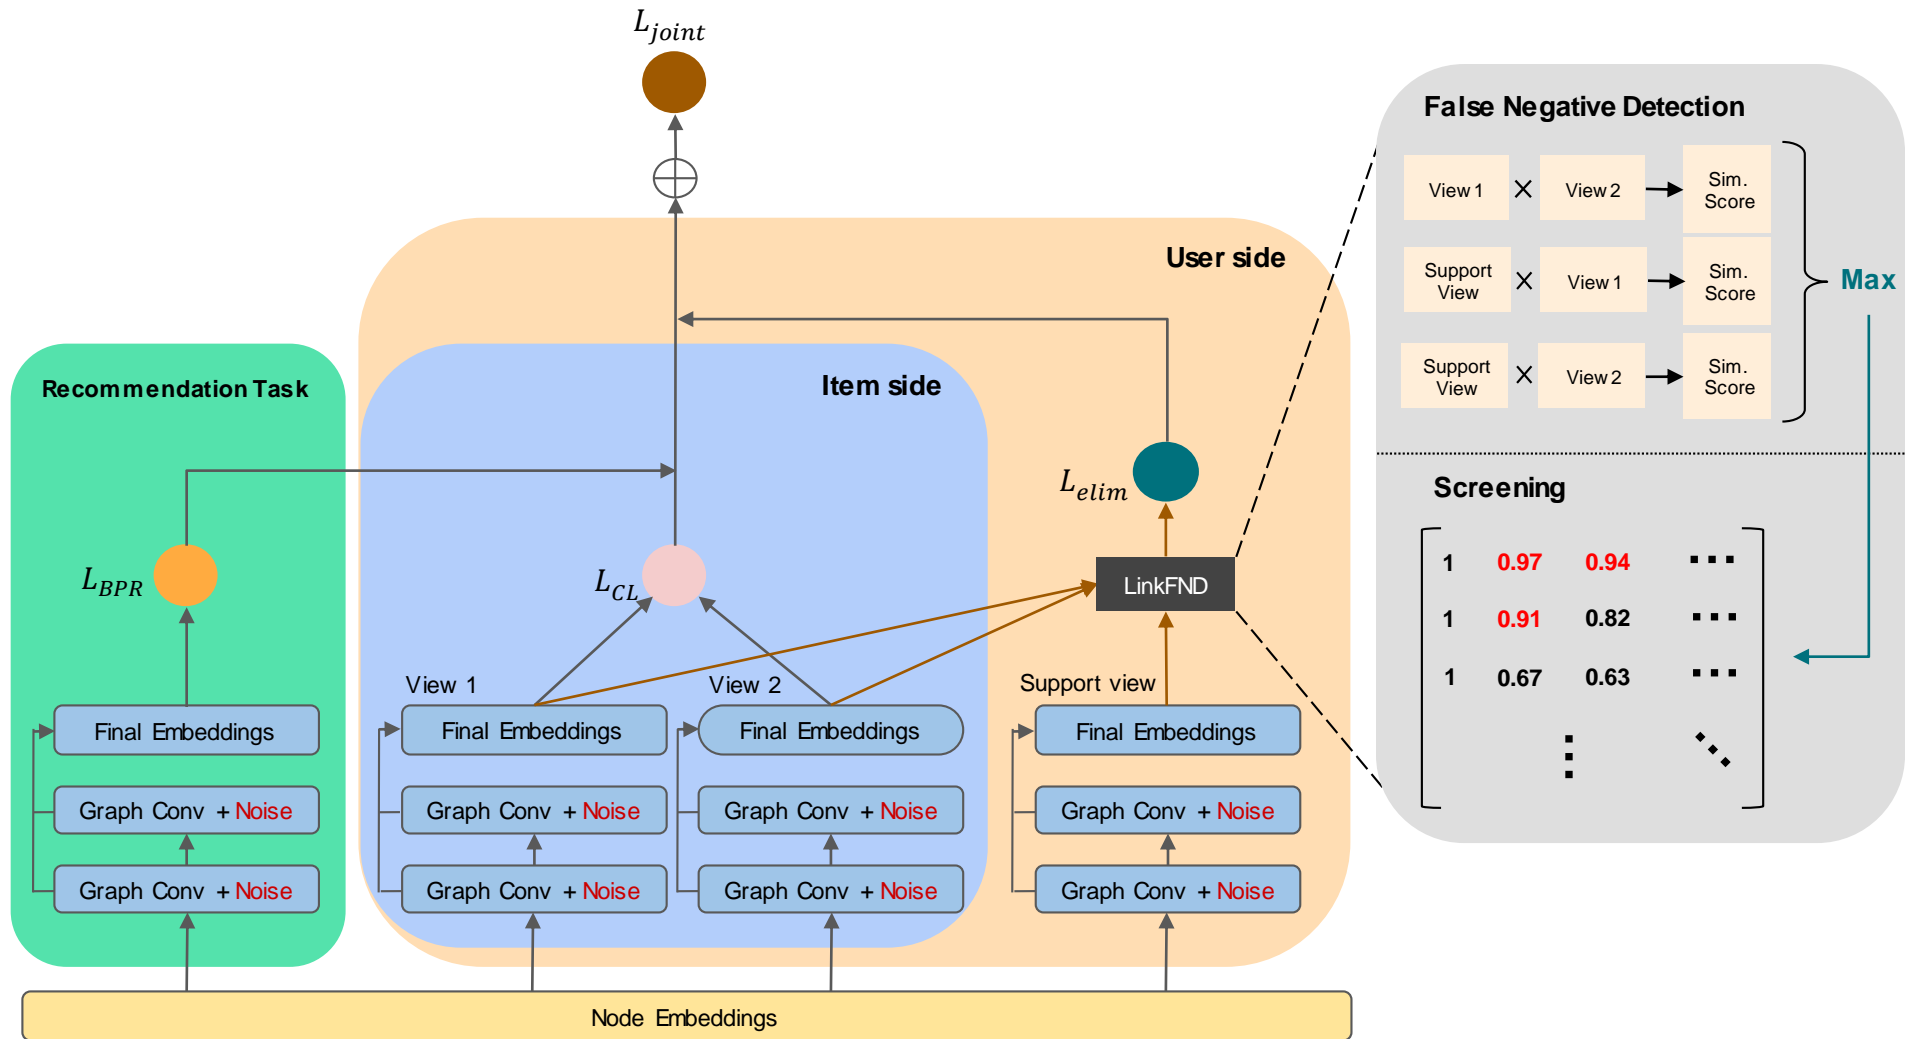 L_joint
False Negative Detection
View 1 × View 2 Sim. Score
Support View × View 1 Sim. Score
Support View × View 2 Sim. Score
Max
User side
Recommendation Task
Item side
L_elim
Screening
L_BPR
L_CL
LinkFND
1 0.97 0.94 ...
1 0.91 0.82 ...
1 0.67 0.63 ...
View 1
View 2
Support view
Final Embeddings
Final Embeddings
Final Embeddings
Final Embeddings
Graph Conv + Noise
Graph Conv + Noise
Graph Conv + Noise
Graph Conv + Noise
Graph Conv + Noise
Graph Conv + Noise
Graph Conv + Noise
Graph Conv + Noise
Node Embeddings